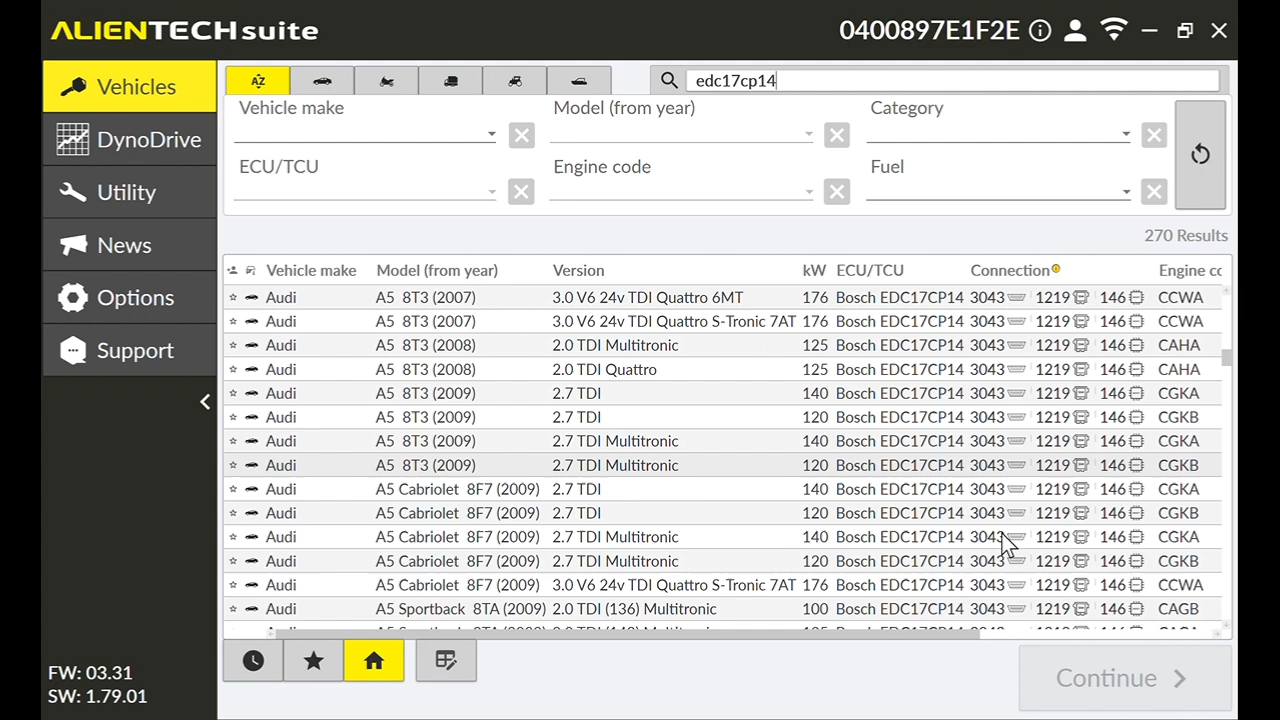 ALIENTECH suite
0400897E1F2E
Vehicles
DynoDrive
Utility
News
Options
Support
FW: 03.31
SW: 1.79.01
AZ
edc17cp14
Vehicle make
Model (from year)
Category
ECU/TCU
Engine code
Fuel
270 Results
Vehicle make Model (from year) Version kW ECU/TCU Connection Engine cc
Audi A5 8T3 (2007) 3.0 V6 24v TDI Quattro 6MT 176 Bosch EDC17CP14 3043 1219 146 CCWA
Audi A5 8T3 (2007) 3.0 V6 24v TDI Quattro S-Tronic 7AT 176 Bosch EDC17CP14 3043 1219 146 CCWA
Audi A5 8T3 (2008) 2.0 TDI Multitronic 125 Bosch EDC17CP14 3043 1219 146 CAHA
Audi A5 8T3 (2008) 2.0 TDI Quattro 125 Bosch EDC17CP14 3043 1219 146 CAHA
Audi A5 8T3 (2009) 2.7 TDI 140 Bosch EDC17CP14 3043 1219 146 CGKA
Audi A5 8T3 (2009) 2.7 TDI 120 Bosch EDC17CP14 3043 1219 146 CGKB
Audi A5 8T3 (2009) 2.7 TDI Multitronic 140 Bosch EDC17CP14 3043 1219 146 CGKA
Audi A5 8T3 (2009) 2.7 TDI Multitronic 120 Bosch EDC17CP14 3043 1219 146 CGKB
Audi A5 Cabriolet 8F7 (2009) 2.7 TDI 140 Bosch EDC17CP14 3043 1219 146 CGKA
Audi A5 Cabriolet 8F7 (2009) 2.7 TDI 120 Bosch EDC17CP14 3043 1219 146 CGKB
Audi A5 Cabriolet 8F7 (2009) 2.7 TDI Multitronic 140 Bosch EDC17CP14 3043 1219 146 CGKA
Audi A5 Cabriolet 8F7 (2009) 2.7 TDI Multitronic 120 Bosch EDC17CP14 3043 1219 146 CGKB
Audi A5 Cabriolet 8F7 (2009) 3.0 V6 24v TDI Quattro S-Tronic 7AT 176 Bosch EDC17CP14 3043 1219 146 CCWA
Audi A5 Sportback 8TA (2009) 2.0 TDI (136) Multitronic 100 Bosch EDC17CP14 3043 1219 146 CAGB
Continue